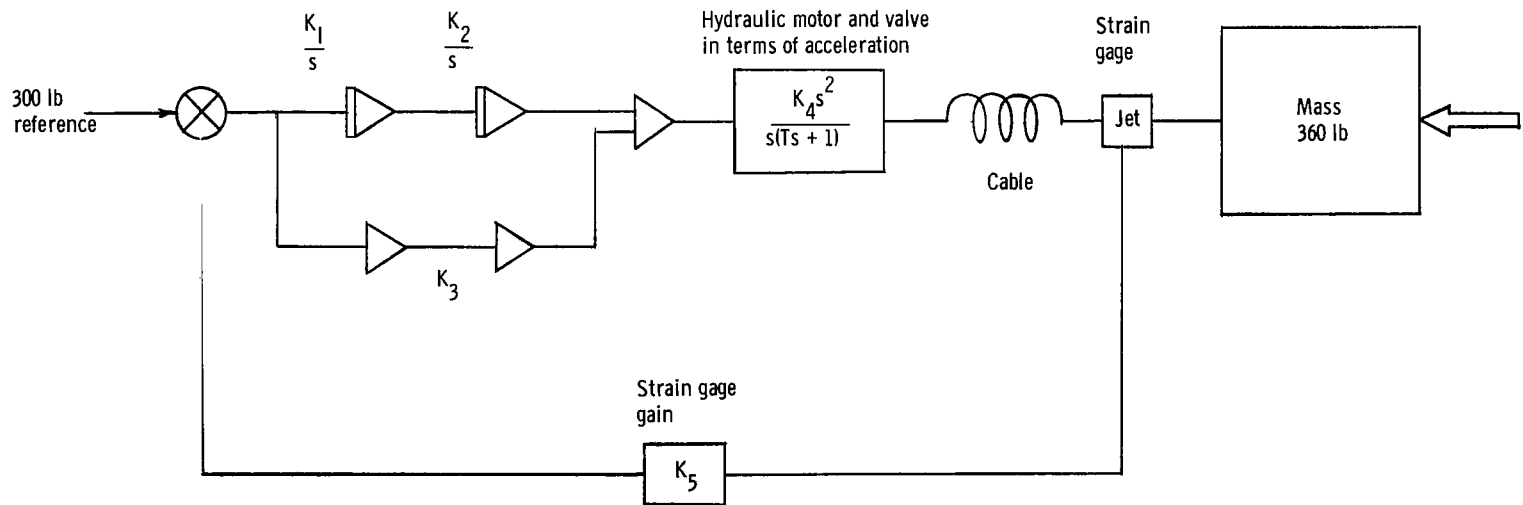 K1
s
K2
s
Hydraulic motor and valve
in terms of acceleration
Strain
gage
300 lb
reference
K4s2
s(Ts + 1)
Cable
Jet
Mass
360 lb
K3
Strain gage
gain
K5